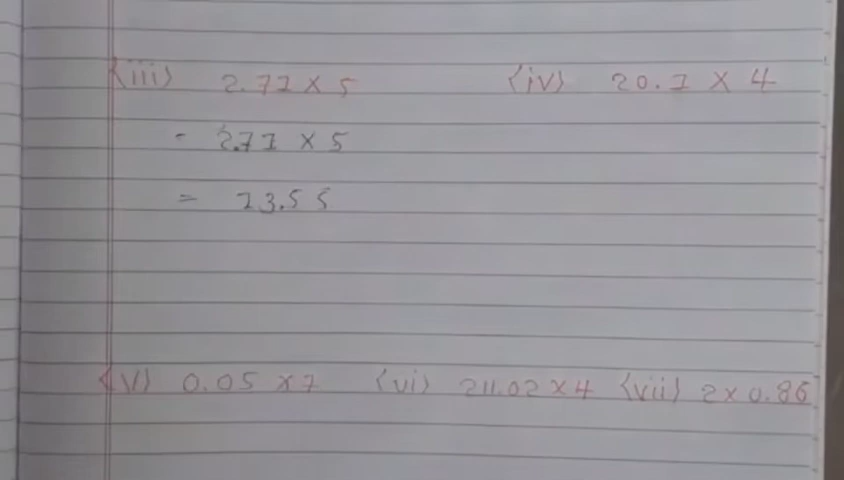 (iii) 2.71 × 5 (iv) 20.1 × 4
= 2.71 × 5
= 13.55
(v) 0.05 × 7 (vi) 211.02 × 4 (vii) 2 × 0.86